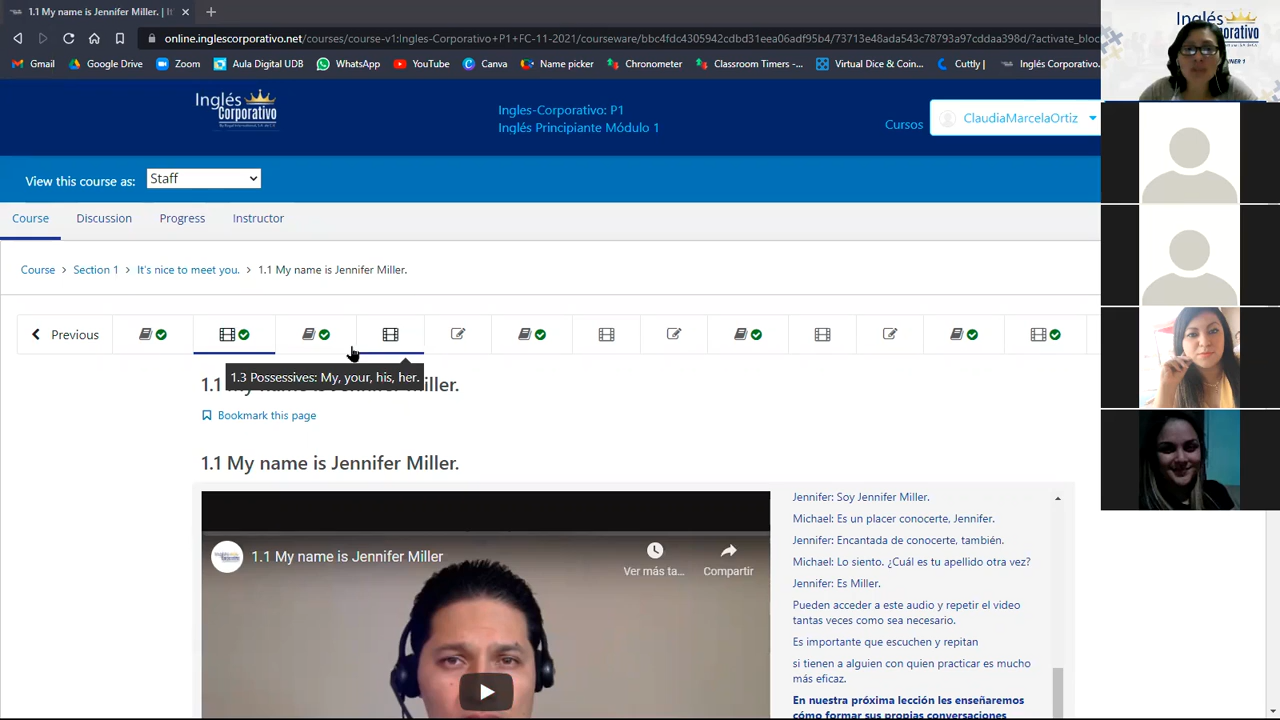 1.1 My name is Jennifer Miller. | It'
online.inglescorporativo.net/courses/course-v1:Ingles-Corporativo+P1+FC-11-2021/courseware/
Gmail
Google Drive
Zoom
Aula Digital UDB
WhatsApp
YouTube
Canva
Name picker
Chronometer
Classroom Timers -...
Virtual Dice & Coin...
Cuttly |
Inglés Corporativo.
Inglés
Corporativo
Ingles-Corporativo: P1
Inglés Principiante Módulo 1
Cursos
ClaudiaMarcelaOrtiz
View this course as:
Staff
Course
Discussion
Progress
Instructor
Course > Section 1 > It's nice to meet you. > 1.1 My name is Jennifer Miller.
Previous
1.3 Possessives: My, your, his, her.
1.1
Miller.
Bookmark this page
1.1 My name is Jennifer Miller.
1.1 My name is Jennifer Miller
Ver más ta...
Compartir
Jennifer: Soy Jennifer Miller.
Michael: Es un placer conocerte, Jennifer.
Jennifer: Encantada de conocerte, también.
Michael: Lo siento. ¿Cuál es tu apellido otra vez?
Jennifer: Es Miller.
Pueden acceder a este audio y repetir el video
tantas veces como sea necesario.
Es importante que escuchen y repitan
si tienen a alguien con quien practicar es mucho
más eficaz.
En nuestra próxima lección les enseñaremos
cómo formar sus propias conversaciones
Inglés